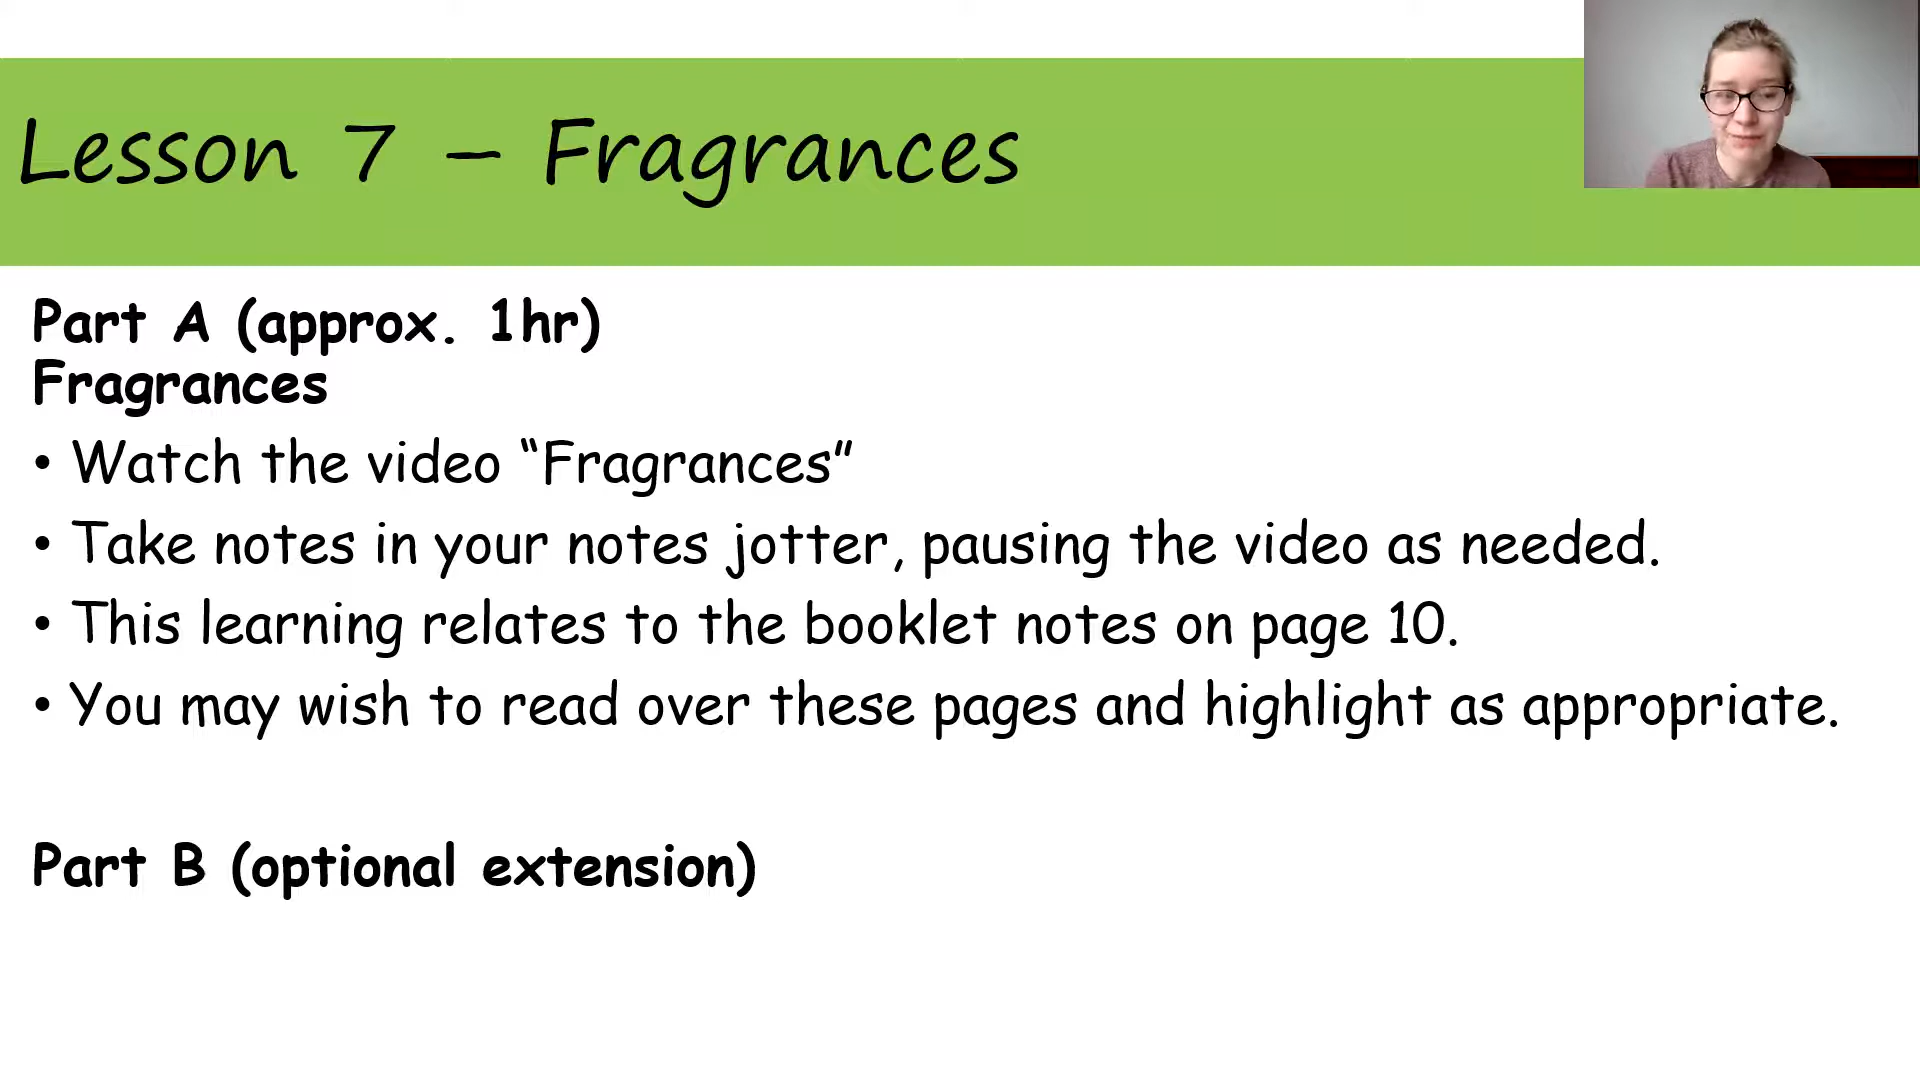 Lesson 7 – Fragrances
Part A (approx. 1hr)
Fragrances
• Watch the video “Fragrances”
• Take notes in your notes jotter, pausing the video as needed.
• This learning relates to the booklet notes on page 10.
• You may wish to read over these pages and highlight as appropriate.
Part B (optional extension)